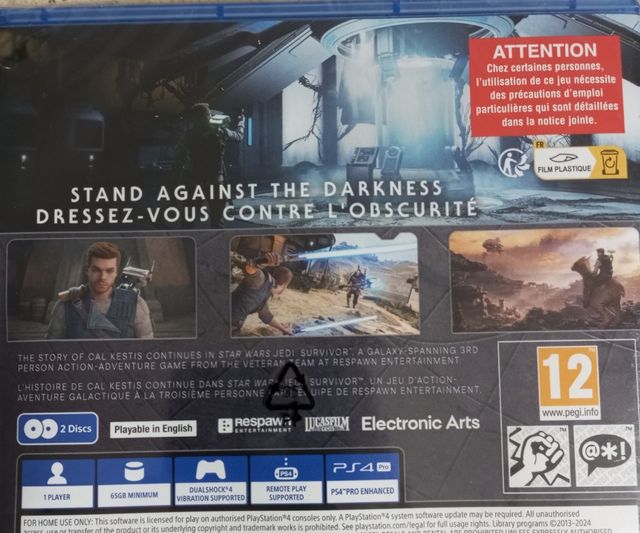 ATTENTION
Chez certaines personnes,
l'utilisation de ce jeu nécessite
des précautions d'emploi
particulières qui sont détaillées
dans la notice jointe.
FR
FILM PLASTIQUE
STAND AGAINST THE DARKNESS
DRESSEZ-VOUS CONTRE L'OBSCURITÉ
THE STORY OF CAL KESTIS CONTINUES IN STAR WARS JEDI: SURVIVOR™, A GALAXY-SPANNING 3RD
PERSON ACTION-ADVENTURE GAME FROM THE VETERAN TEAM AT RESPAWN ENTERTAINMENT.
L'HISTOIRE DE CAL KESTIS CONTINUE DANS STAR WARS JEDI: SURVIVOR™, UN JEU D'ACTION-
AVENTURE GALACTIQUE À LA TROISIÈME PERSONNE PAR L'ÉQUIPE DE RESPAWN ENTERTAINMENT.
12
www.pegi.info
2 Discs
Playable in English
RESPAWN
ENTERTAINMENT
LUCASFILM
GAMES
Electronic Arts
@*!
1 PLAYER
65GB MINIMUM
DUALSHOCK®4
VIBRATION SUPPORTED
PS4
REMOTE PLAY
SUPPORTED
PS4 Pro
PS4™PRO ENHANCED
FOR HOME USE ONLY: This software is licensed for play on authorised PlayStation®4 consoles only. A PlayStation®4 system software update may be required. All unauthorised
access, use or transfer of the product or its underlying copyright and trademark works is prohibited. See playstation.com/legal for full usage rights. Library programs ©2013-2024